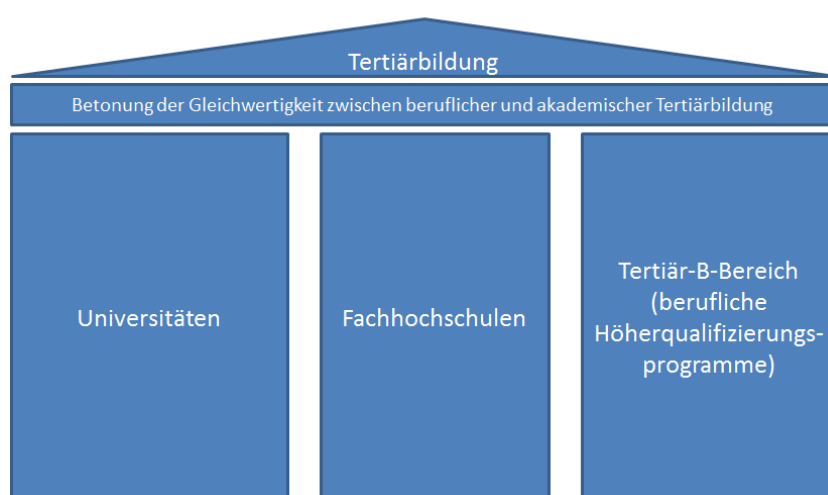 Tertiärbildung
Betonung der Gleichwertigkeit zwischen beruflicher und akademischer Tertiärbildung
Universitäten
Fachhochschulen
Tertiär-B-Bereich
(berufliche
Höherqualifizierungs-
programme)